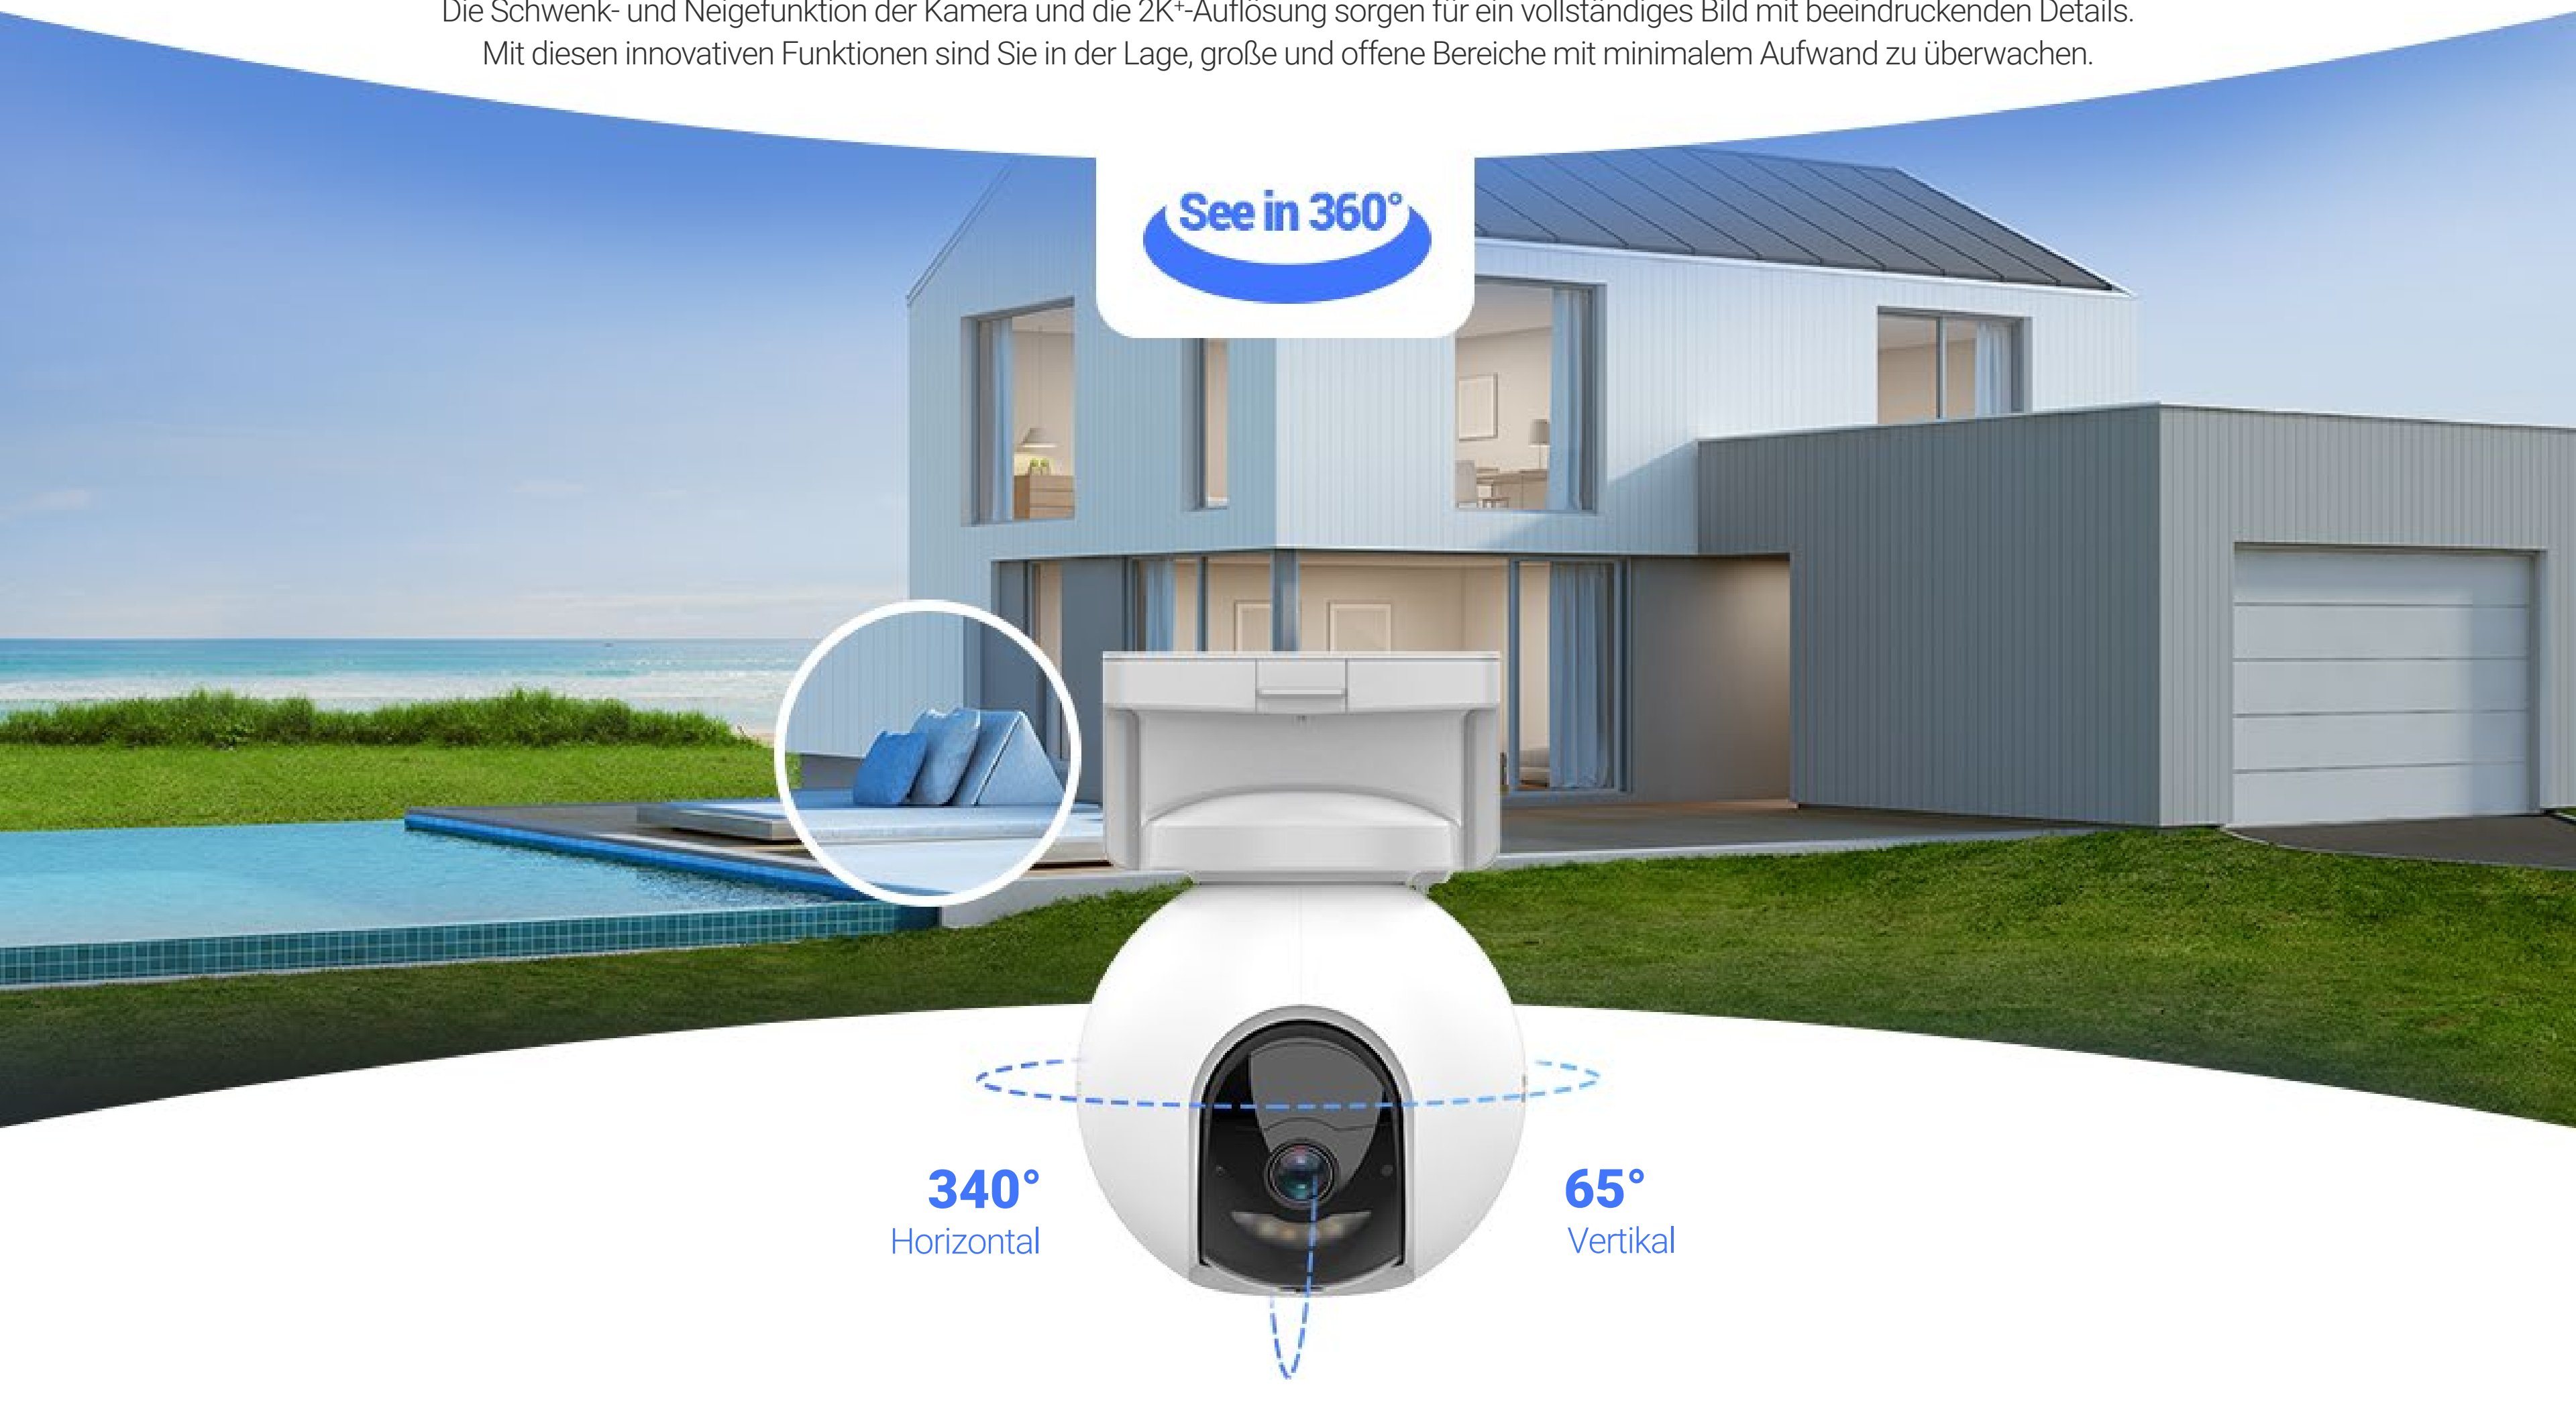 Die Schwenk- und Neigefunktion der Kamera und die 2K⁺-Auflösung sorgen für ein vollständiges Bild mit beeindruckenden Details.
Mit diesen innovativen Funktionen sind Sie in der Lage, große und offene Bereiche mit minimalem Aufwand zu überwachen.
See in 360°
340°
Horizontal
65°
Vertikal